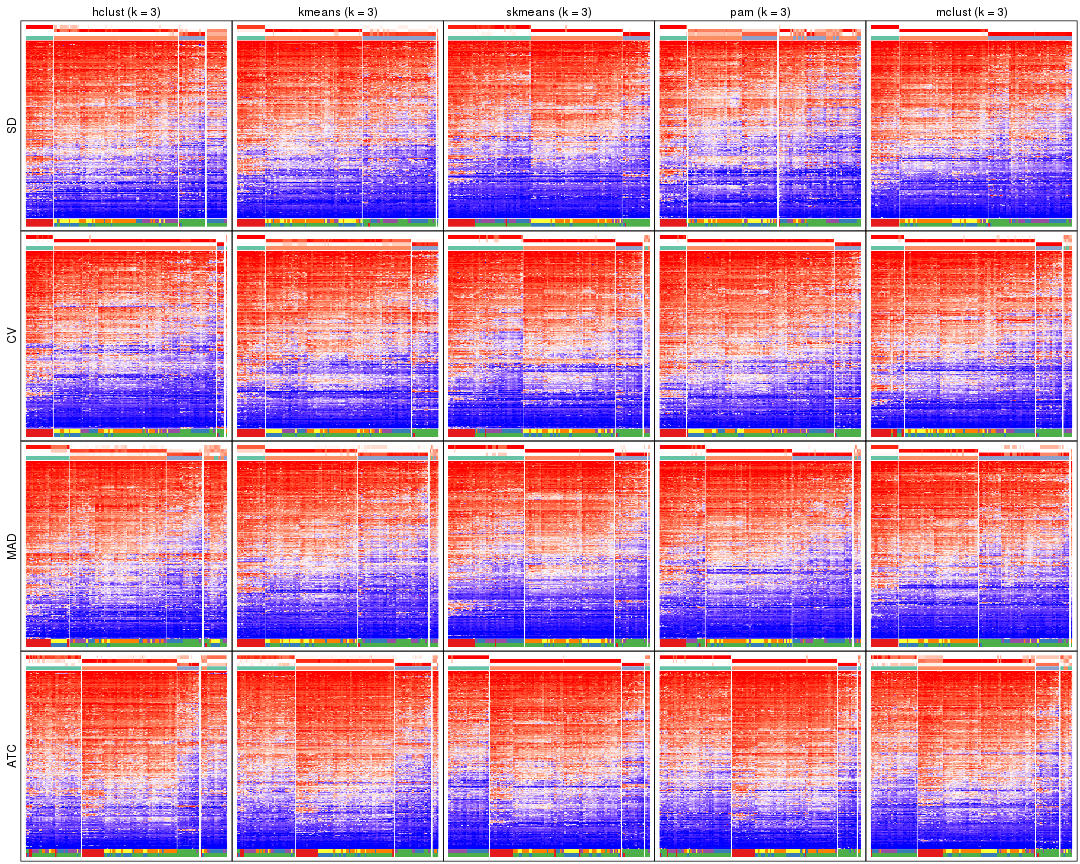 hclust (k = 3) kmeans (k = 3) skmeans (k = 3) pam (k = 3) mclust (k = 3)
SD
CV
MAD
ATC